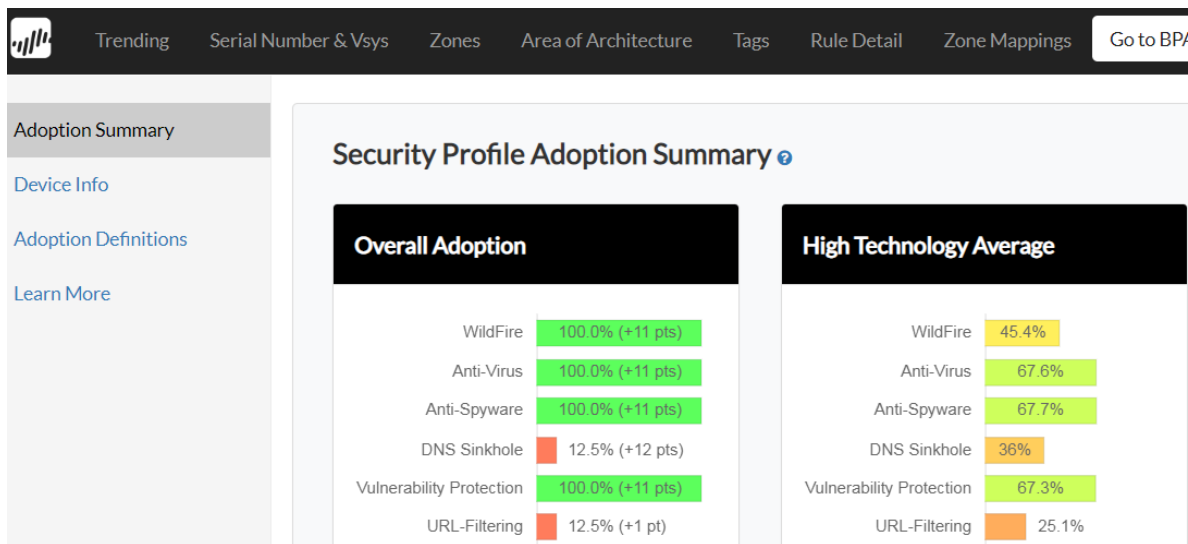 Trending Serial Number & Vsys Zones Area of Architecture Tags Rule Detail Zone Mappings Go to BPA
Adoption Summary
Device Info
Adoption Definitions
Learn More
Security Profile Adoption Summary ?
Overall Adoption
WildFire 100.0% (+11 pts)
Anti-Virus 100.0% (+11 pts)
Anti-Spyware 100.0% (+11 pts)
DNS Sinkhole 12.5% (+12 pts)
Vulnerability Protection 100.0% (+11 pts)
URL-Filtering 12.5% (+1 pt)
High Technology Average
WildFire 45.4%
Anti-Virus 67.6%
Anti-Spyware 67.7%
DNS Sinkhole 36%
Vulnerability Protection 67.3%
URL-Filtering 25.1%